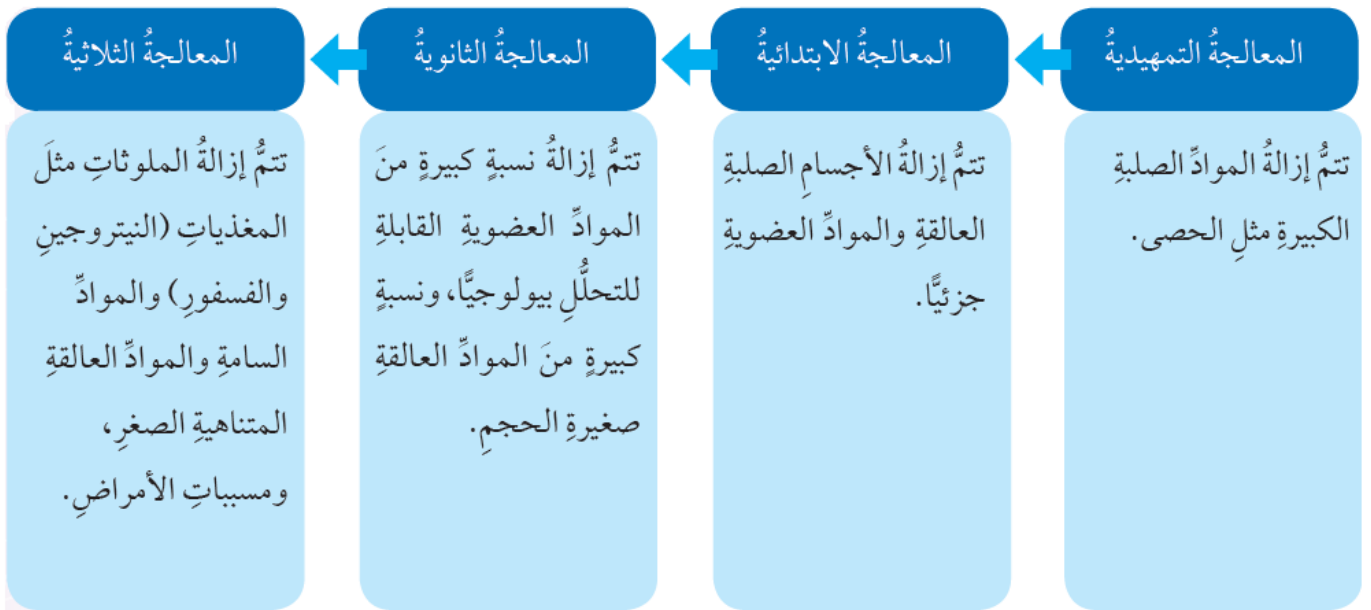 المعالجةُ التمهيديةُ
تتمُّ إزالةُ الموادِّ الصلبةِ
الكبيرةِ مثلِ الحصى.
المعالجةُ الابتدائيةُ
تتمُّ إزالةُ الأجسامِ الصلبةِ
العالقةِ والموادِّ العضويةِ
جزئيًّا.
المعالجةُ الثانويةُ
تتمُّ إزالةُ نسبةٍ كبيرةٍ منَ
الموادِّ العضويةِ القابلةِ
للتحلُّلِ بيولوجيًّا، ونسبةٍ
كبيرةٍ منَ الموادِّ العالقةِ
صغيرةِ الحجمِ.
المعالجةُ الثلاثيةُ
تتمُّ إزالةُ الملوثاتِ مثلَ
المغذياتِ (النيتروجينِ
والفسفورِ) والموادِّ
السامةِ والموادِّ العالقةِ
المتناهيةِ الصغرِ،
ومسبباتِ الأمراضِ.